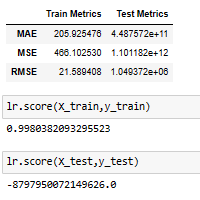 Train Metrics Test Metrics
MAE 205.925476 4.487572e+11
MSE 466.102530 1.101182e+12
RMSE 21.589408 1.049372e+06
lr.score(X_train,y_train)
0.9980382093295523
lr.score(X_test,y_test)
-8797950072149626.0